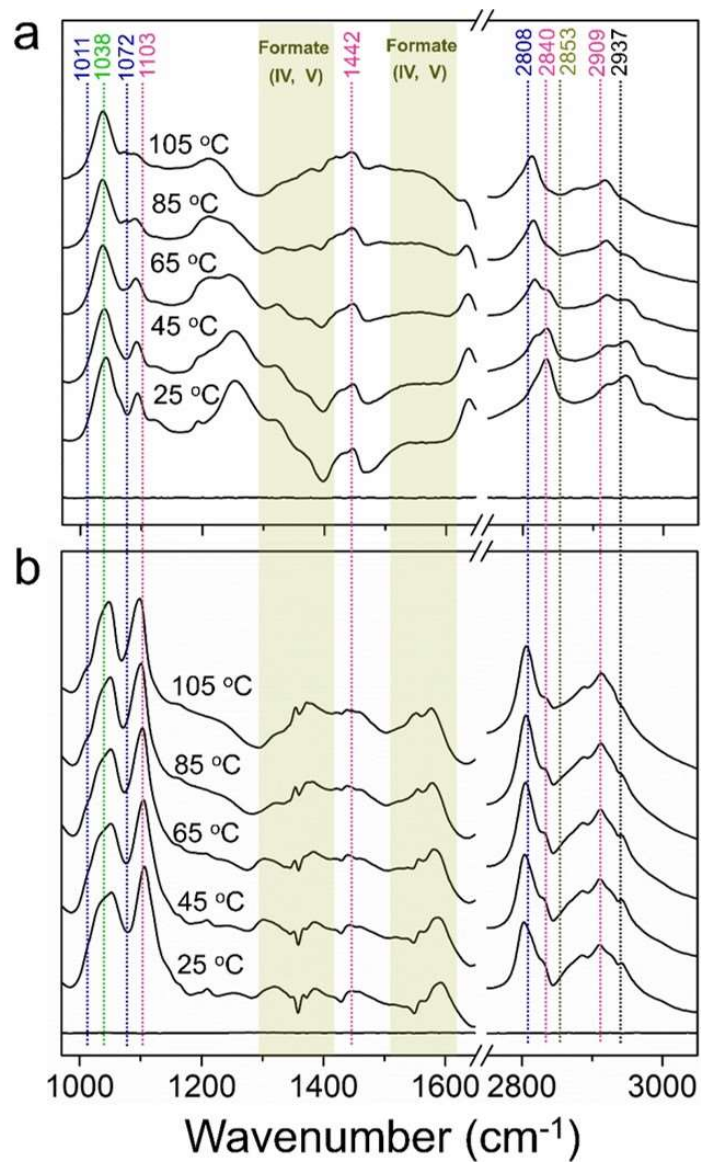 a
1011
1038
1072
1103
Formate
(IV, V)
1442
Formate
(IV, V)
2808
2840
2853
2909
2937
105 °C
85 °C
65 °C
45 °C
25 °C
b
105 °C
85 °C
65 °C
45 °C
25 °C
1000 1200 1400 1600 2800 3000
Wavenumber (cm-1)